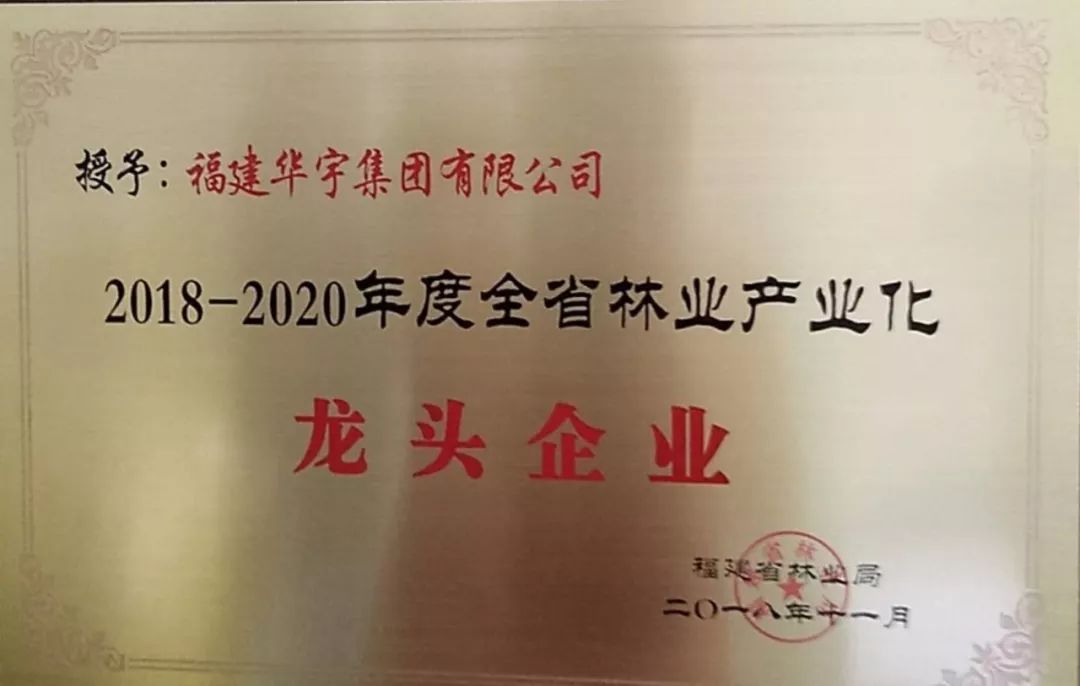 授予：福建华宇集团有限公司
2018-2020年度全省林业产业化
龙头企业
福建省林业局
二〇一八年十一月